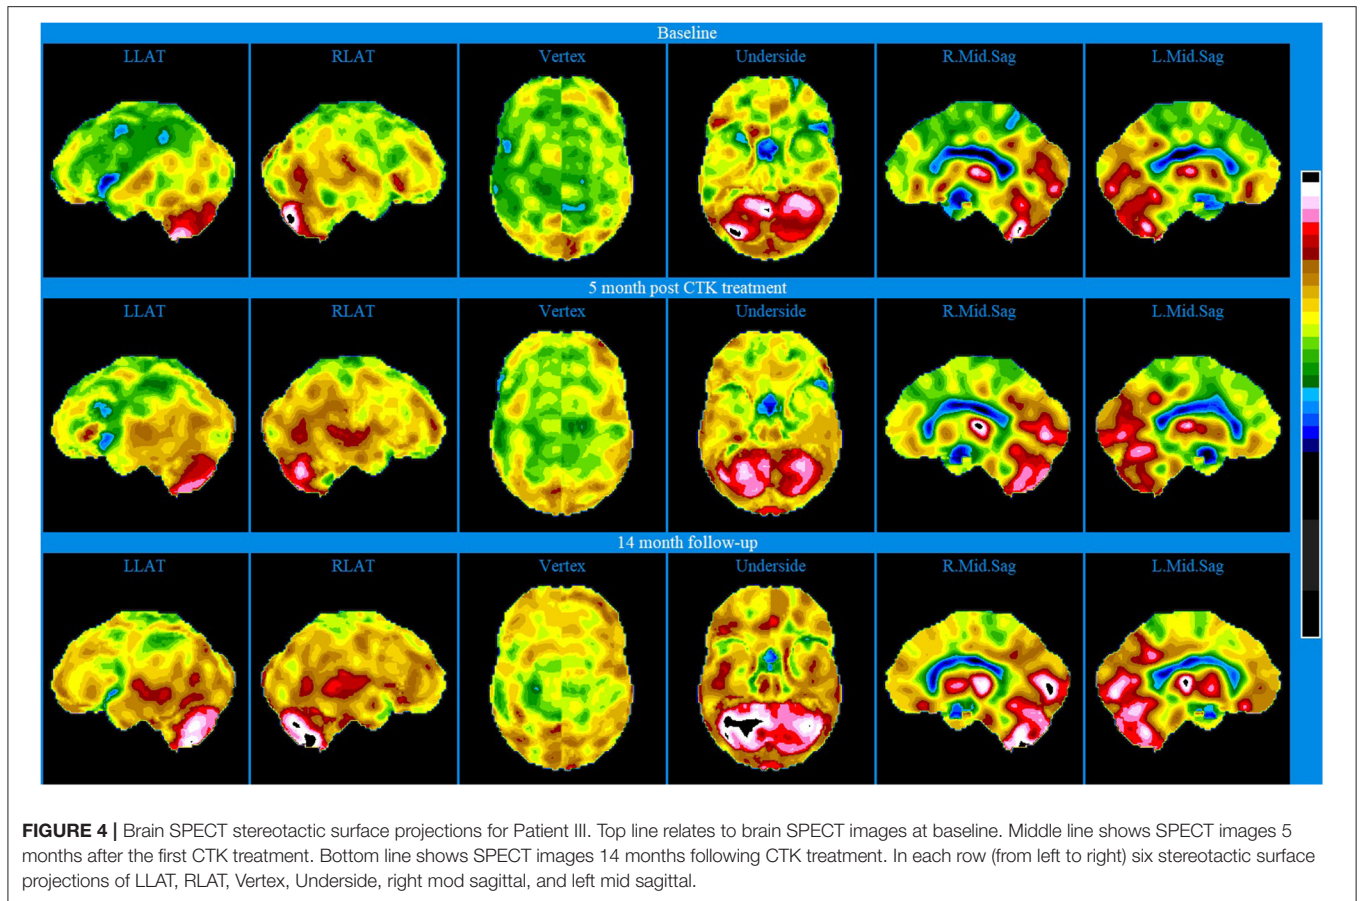 Baseline
LLAT RLAT Vertex Underside R.Mid.Sag L.Mid.Sag
5 month post CTK treatment
LLAT RLAT Vertex Underside R.Mid.Sag L.Mid.Sag
14 month follow-up
LLAT RLAT Vertex Underside R.Mid.Sag L.Mid.Sag
FIGURE 4 | Brain SPECT stereotactic surface projections for Patient III. Top line relates to brain SPECT images at baseline. Middle line shows SPECT images 5
months after the first CTK treatment. Bottom line shows SPECT images 14 months following CTK treatment. In each row (from left to right) six stereotactic surface
projections of LLAT, RLAT, Vertex, Underside, right mod sagittal, and left mid sagittal.